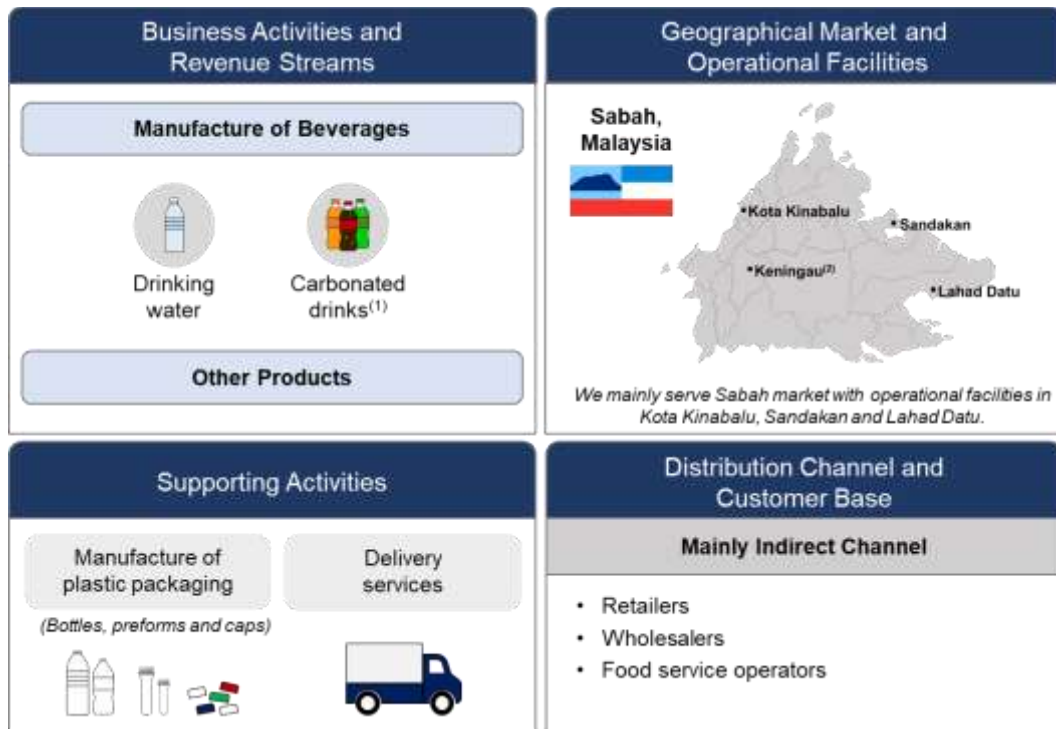 Business Activities and
Revenue Streams
Manufacture of Beverages
Drinking
water
Carbonated
drinks(1)
Other Products
Geographical Market and
Operational Facilities
Sabah,
Malaysia
Kota Kinabalu
Sandakan
Keningau(2)
Lahad Datu
We mainly serve Sabah market with operational facilities in
Kota Kinabalu, Sandakan and Lahad Datu.
Supporting Activities
Manufacture of
plastic packaging
(Bottles, preforms and caps)
Delivery
services
Distribution Channel and
Customer Base
Mainly Indirect Channel
• Retailers
• Wholesalers
• Food service operators